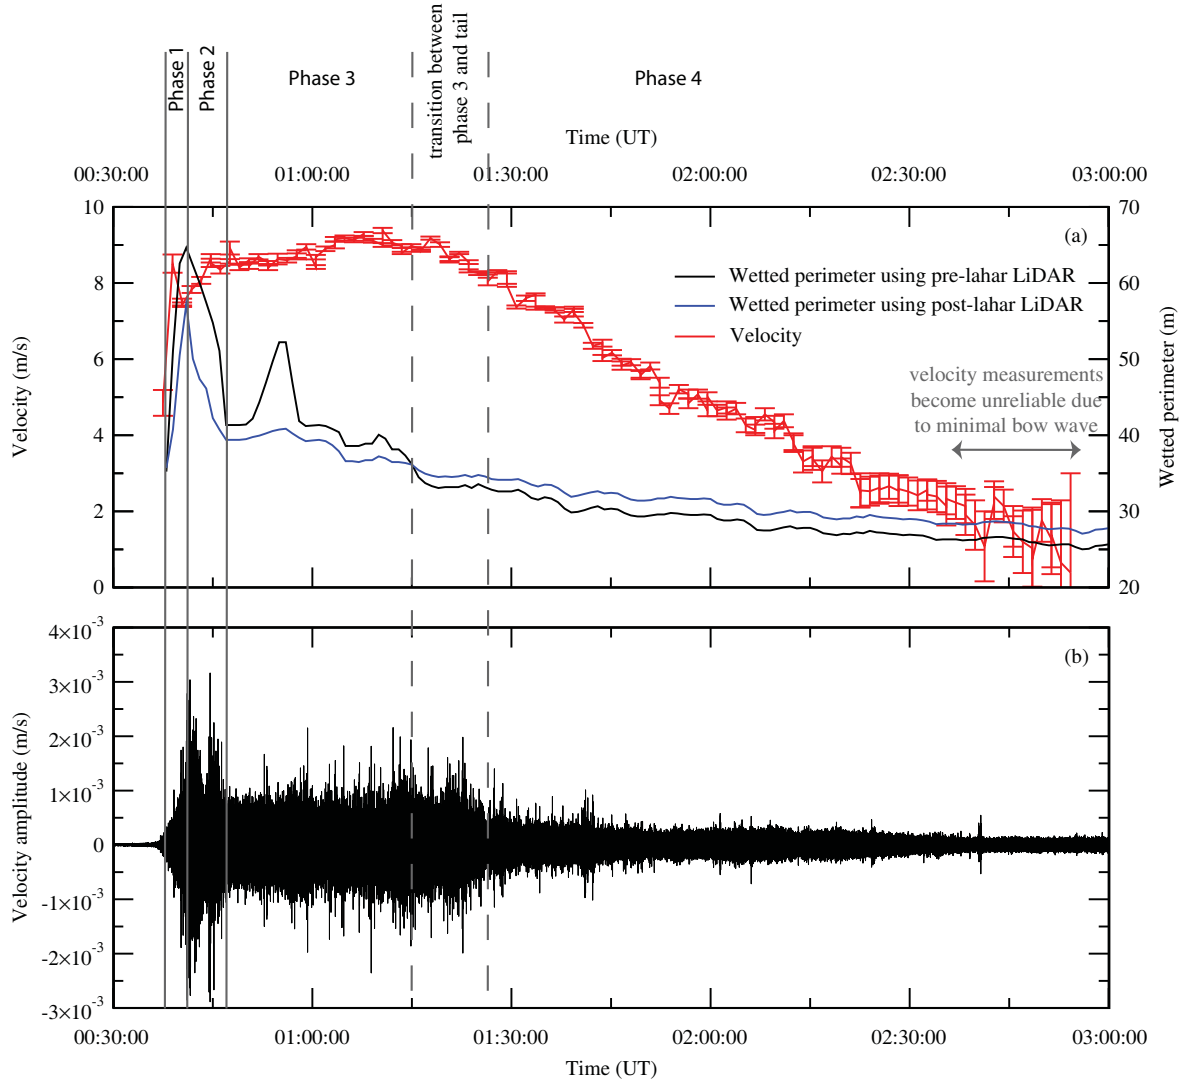 Phase 1
Phase 2
Phase 3
transition between
phase 3 and tail
Phase 4
Time (UT)
00:30:00 01:00:00 01:30:00 02:00:00 02:30:00 03:00:00
10
8
6
4
2
0
Velocity (m/s)
70
60
50
40
30
20
Wetted perimeter (m)
(a)
Wetted perimeter using pre-lahar LiDAR
Wetted perimeter using post-lahar LiDAR
Velocity
velocity measurements
become unreliable due
to minimal bow wave
4×10⁻³
3×10⁻³
2×10⁻³
1×10⁻³
0
-1×10⁻³
-2×10⁻³
-3×10⁻³
Velocity amplitude (m/s)
(b)
00:30:00 01:00:00 01:30:00 02:00:00 02:30:00 03:00:00
Time (UT)